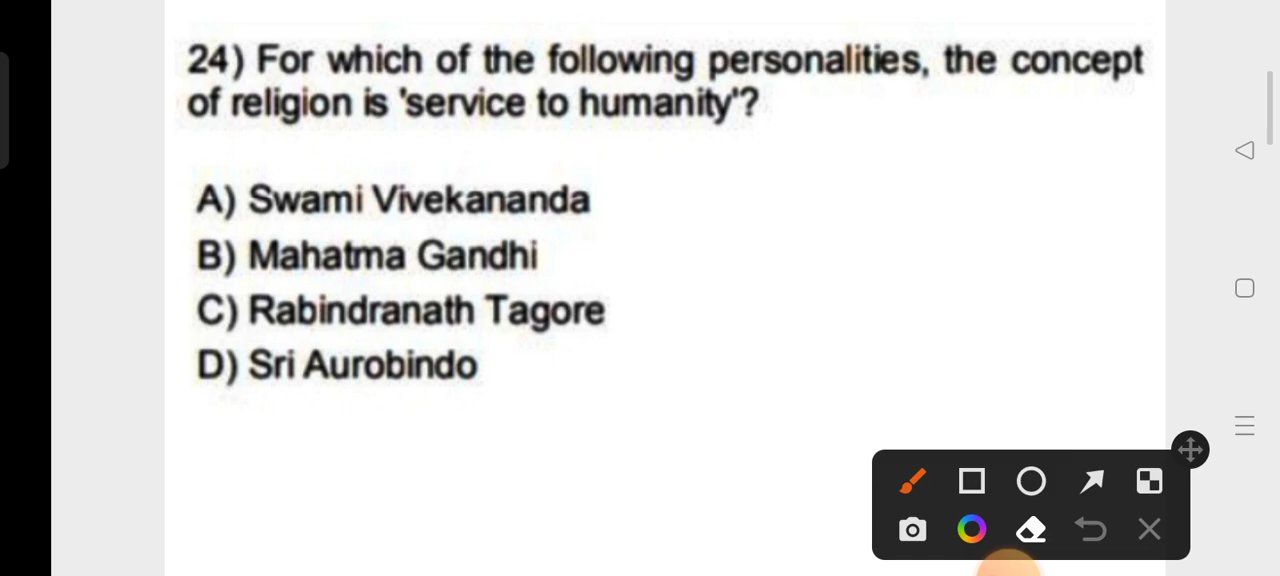 24) For which of the following personalities, the concept
of religion is 'service to humanity'?
A) Swami Vivekananda
B) Mahatma Gandhi
C) Rabindranath Tagore
D) Sri Aurobindo